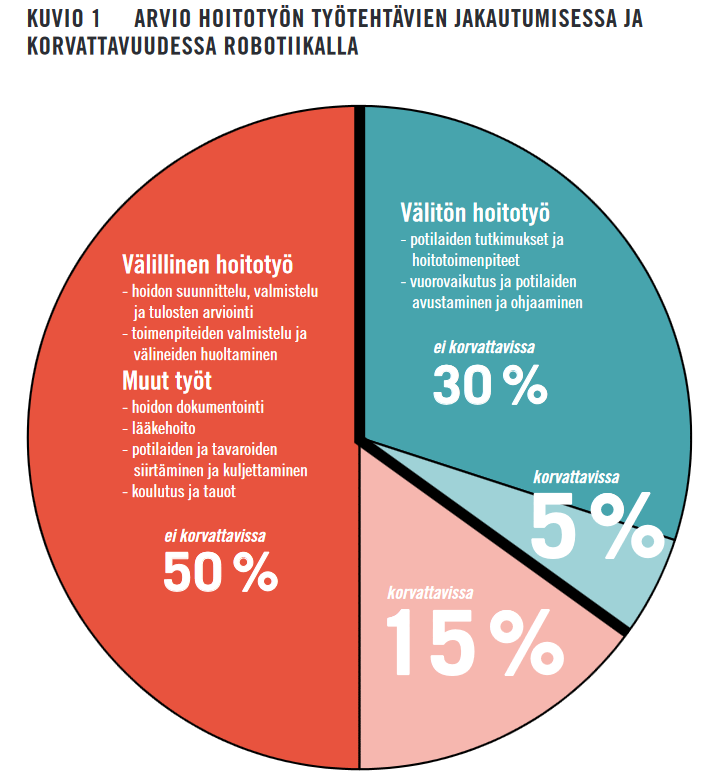 KUVIO 1 ARVIO HOITOTYÖN TYÖTEHTÄVIEN JAKAUTUMISESSA JA
KORVATTAVUUDESSA ROBOTIIKALLA
Välillinen hoitotyö
- hoidon suunnittelu, valmistelu
ja tulosten arviointi
- toimenpiteiden valmistelu ja
välineiden huoltaminen
Muut työt
- hoidon dokumentointi
- lääkehoito
- potilaiden ja tavaroiden
siirtäminen ja kuljettaminen
- koulutus ja tauot
ei korvattavissa
50 %
Välitön hoitotyö
- potilaiden tutkimukset ja
hoitotoimenpiteet
- vuorovaikutus ja potilaiden
avustaminen ja ohjaaminen
ei korvattavissa
30 %
korvattavissa
5 %
korvattavissa
15 %